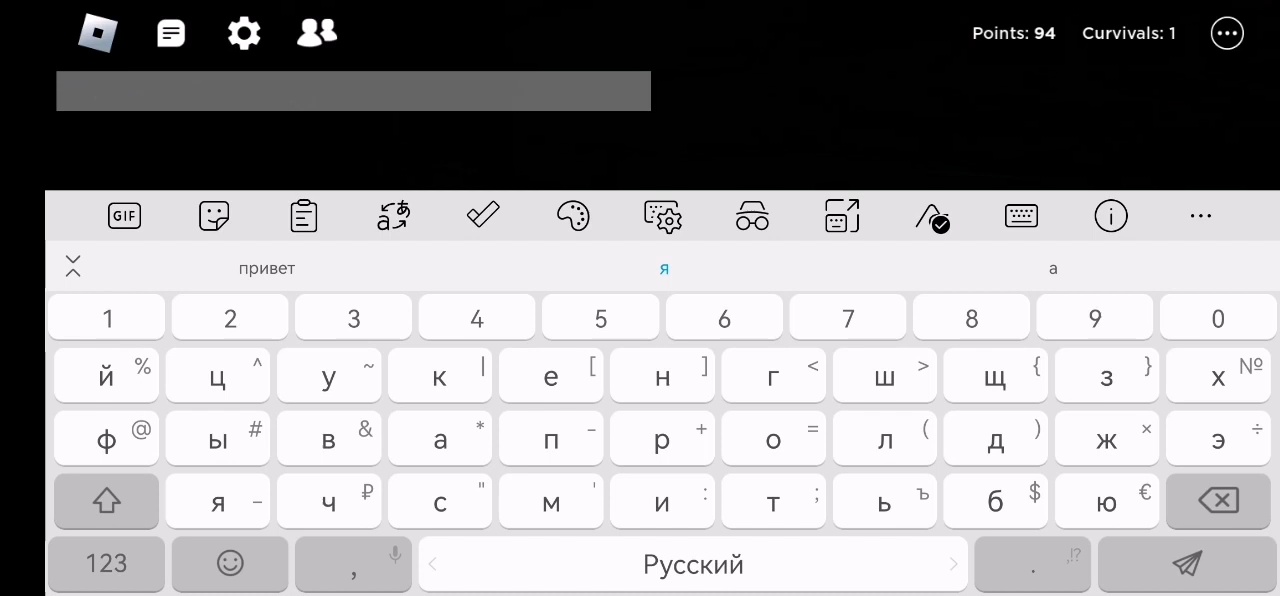 Points: 94 Curvivals: 1
GIF
привет я а
1 2 3 4 5 6 7 8 9 0
й % ц ^ у ~ к | е [ н ] г < ш > щ { з } х №
ф @ ы # в & а * п - р + о = л ( д ) ж × э ÷
я _ ч ₽ с " м ' и : т ; ь ъ б $ ю €
123 , Русский . ,!?